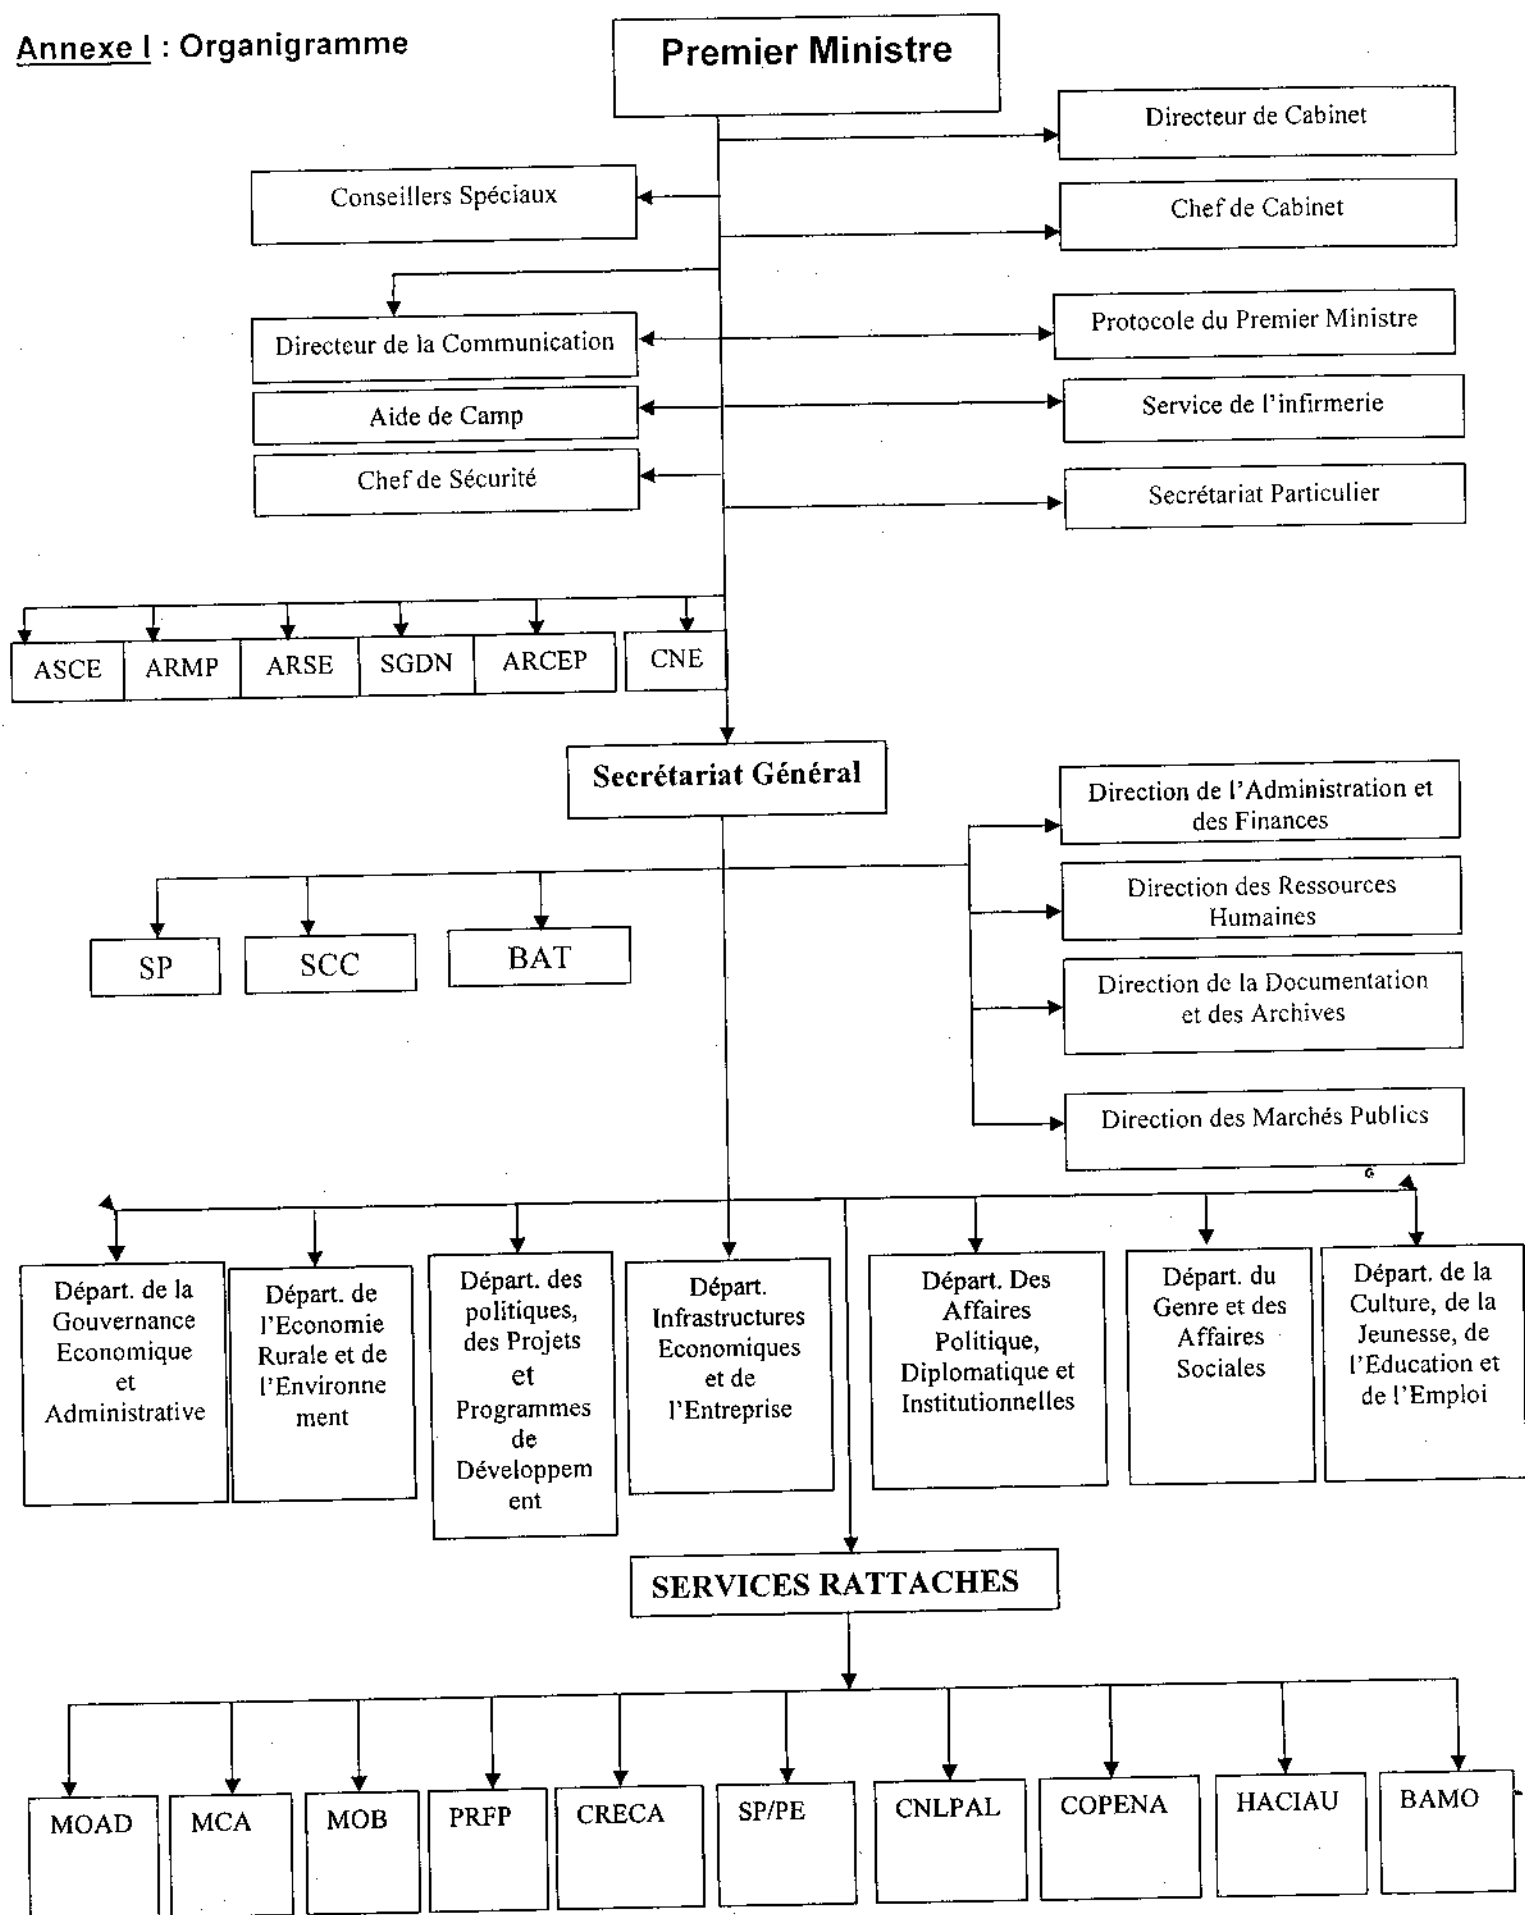 Annexe I : Organigramme
Premier Ministre
Directeur de Cabinet
Conseillers Spéciaux
Chef de Cabinet
Directeur de la Communication
Protocole du Premier Ministre
Aide de Camp
Service de l'infirmerie
Chef de Sécurité
Secrétariat Particulier
ASCE
ARMP
ARSE
SGDN
ARCEP
CNE
Secrétariat Général
Direction de l'Administration et
des Finances
Direction des Ressources
Humaines
Direction de la Documentation
et des Archives
Direction des Marchés Publics
SP
SCC
BAT
Départ. de la
Gouvernance
Economique
et
Administrative
Départ. de
l'Economie
Rurale et de
l'Environne
ment
Départ. des
politiques,
des Projets
et
Programmes
de
Développem
ent
Départ.
Infrastructures
Economiques
et de
l'Entreprise
Départ. Des
Affaires
Politique,
Diplomatique et
Institutionnelles
Départ. du
Genre et des
Affaires
Sociales
Départ. de la
Culture, de la
Jeunesse, de
l'Education et
de l'Emploi
SERVICES RATTACHES
MOAD
MCA
MOB
PRFP
CRECA
SP/PE
CNLPAL
COPENA
HACIAU
BAMO